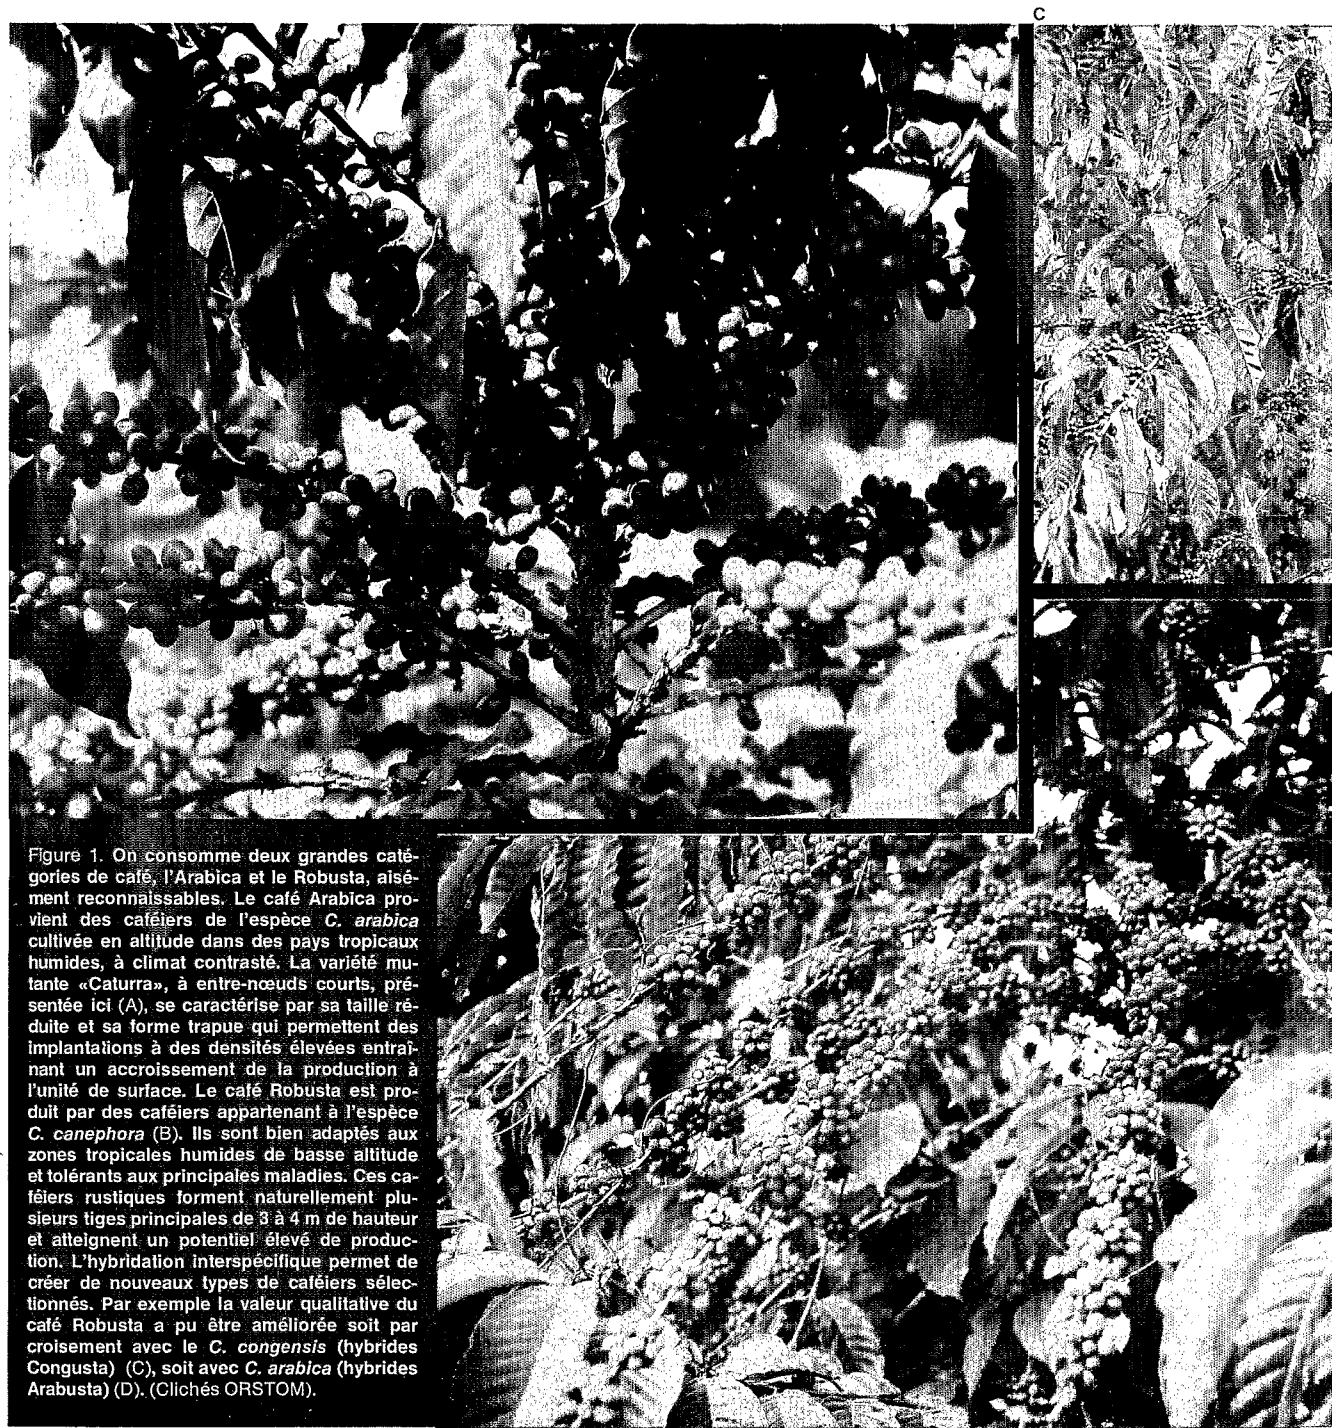 C
Figure 1. On consomme deux grandes caté-
gories de café, l'Arabica et le Robusta, aisé-
ment reconnaissables. Le café Arabica pro-
vient des caféiers de l'espèce C. arabica
cultivée en altitude dans des pays tropicaux
humides, à climat contrasté. La variété mu-
tante «Caturra», à entre-nœuds courts, pré-
sentée ici (A), se caractérise par sa taille ré-
duite et sa forme trapue qui permettent des
implantations à des densités élevées entraî-
nant un accroissement de la production à
l'unité de surface. Le café Robusta est pro-
duit par des caféiers appartenant à l'espèce
C. canephora (B). Ils sont bien adaptés aux
zones tropicales humides de basse altitude
et tolérants aux principales maladies. Ces ca-
féiers rustiques forment naturellement plu-
sieurs tiges principales de 3 à 4 m de hauteur
et atteignent un potentiel élevé de produc-
tion. L'hybridation interspécifique permet de
créer de nouveaux types de caféiers sélec-
tionnés. Par exemple la valeur qualitative du
café Robusta a pu être améliorée soit par
croisement avec le C. congensis (hybrides
Congusta) (C), soit avec C. arabica (hybrides
Arabusta) (D). (Clichés ORSTOM).